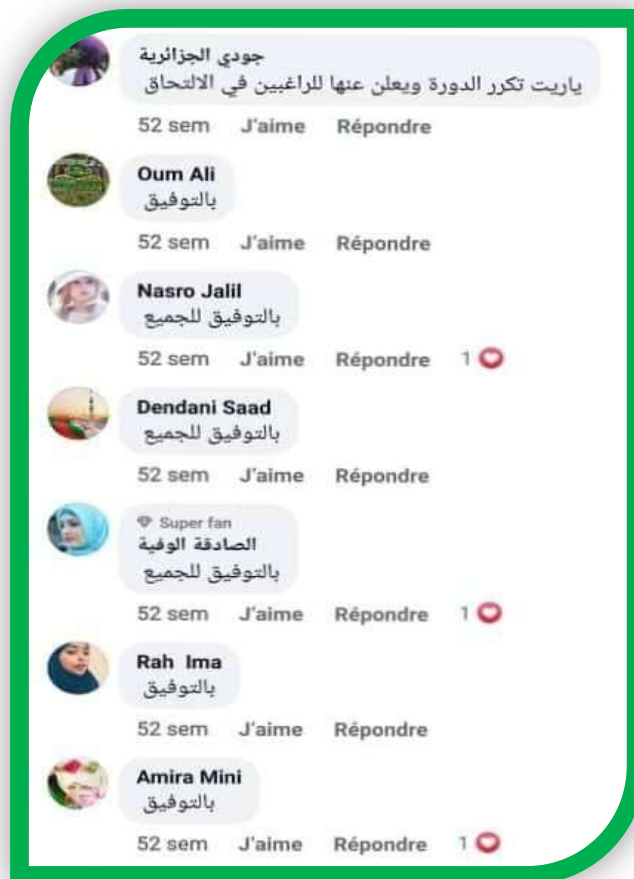 جودي الجزائرية
ياريت تكرر الدورة ويعلن عنها للراغبين في الالتحاق
52 sem J'aime Répondre
Oum Ali
بالتوفيق
52 sem J'aime Répondre
Nasro Jalil
بالتوفيق للجميع
52 sem J'aime Répondre 1
Dendani Saad
بالتوفيق للجميع
52 sem J'aime Répondre
Super fan
الصادقة الوفية
بالتوفيق للجميع
52 sem J'aime Répondre 1
Rah Ima
بالتوفيق
52 sem J'aime Répondre
Amira Mini
بالتوفيق
52 sem J'aime Répondre 1